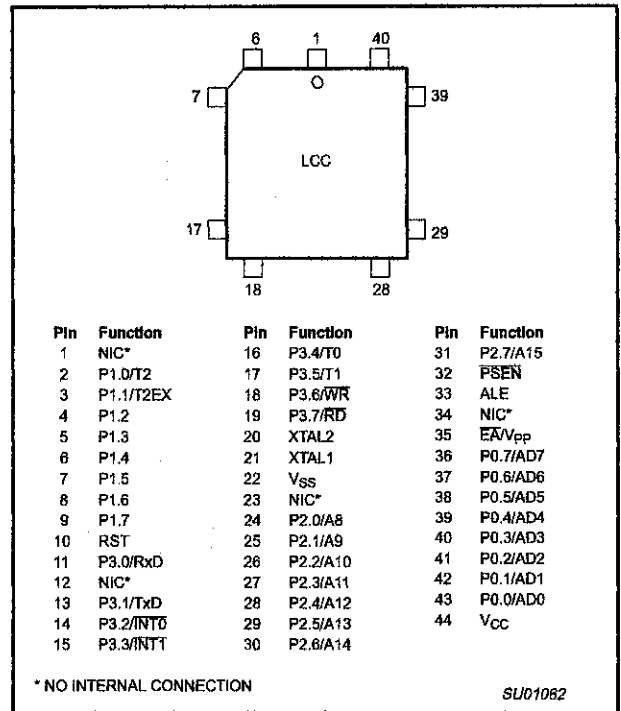 6 1 40
7 39
LCC
17 29
18 28
Pin Function Pin Function Pin Function
1 NIC* 16 P3.4/T0 31 P2.7/A15
2 P1.0/T2 17 P3.5/T1 32 P̅S̅E̅N̅
3 P1.1/T2EX 18 P3.6/W̅R̅ 33 ALE
4 P1.2 19 P3.7/R̅D̅ 34 NIC*
5 P1.3 20 XTAL2 35 E̅A̅/VPP
6 P1.4 21 XTAL1 36 P0.7/AD7
7 P1.5 22 VSS 37 P0.6/AD6
8 P1.6 23 NIC* 38 P0.5/AD5
9 P1.7 24 P2.0/A8 39 P0.4/AD4
10 RST 25 P2.1/A9 40 P0.3/AD3
11 P3.0/RxD 26 P2.2/A10 41 P0.2/AD2
12 NIC* 27 P2.3/A11 42 P0.1/AD1
13 P3.1/TxD 28 P2.4/A12 43 P0.0/AD0
14 P3.2/I̅N̅T̅0̅ 29 P2.5/A13 44 VCC
15 P3.3/I̅N̅T̅1̅ 30 P2.6/A14
* NO INTERNAL CONNECTION
SU01062